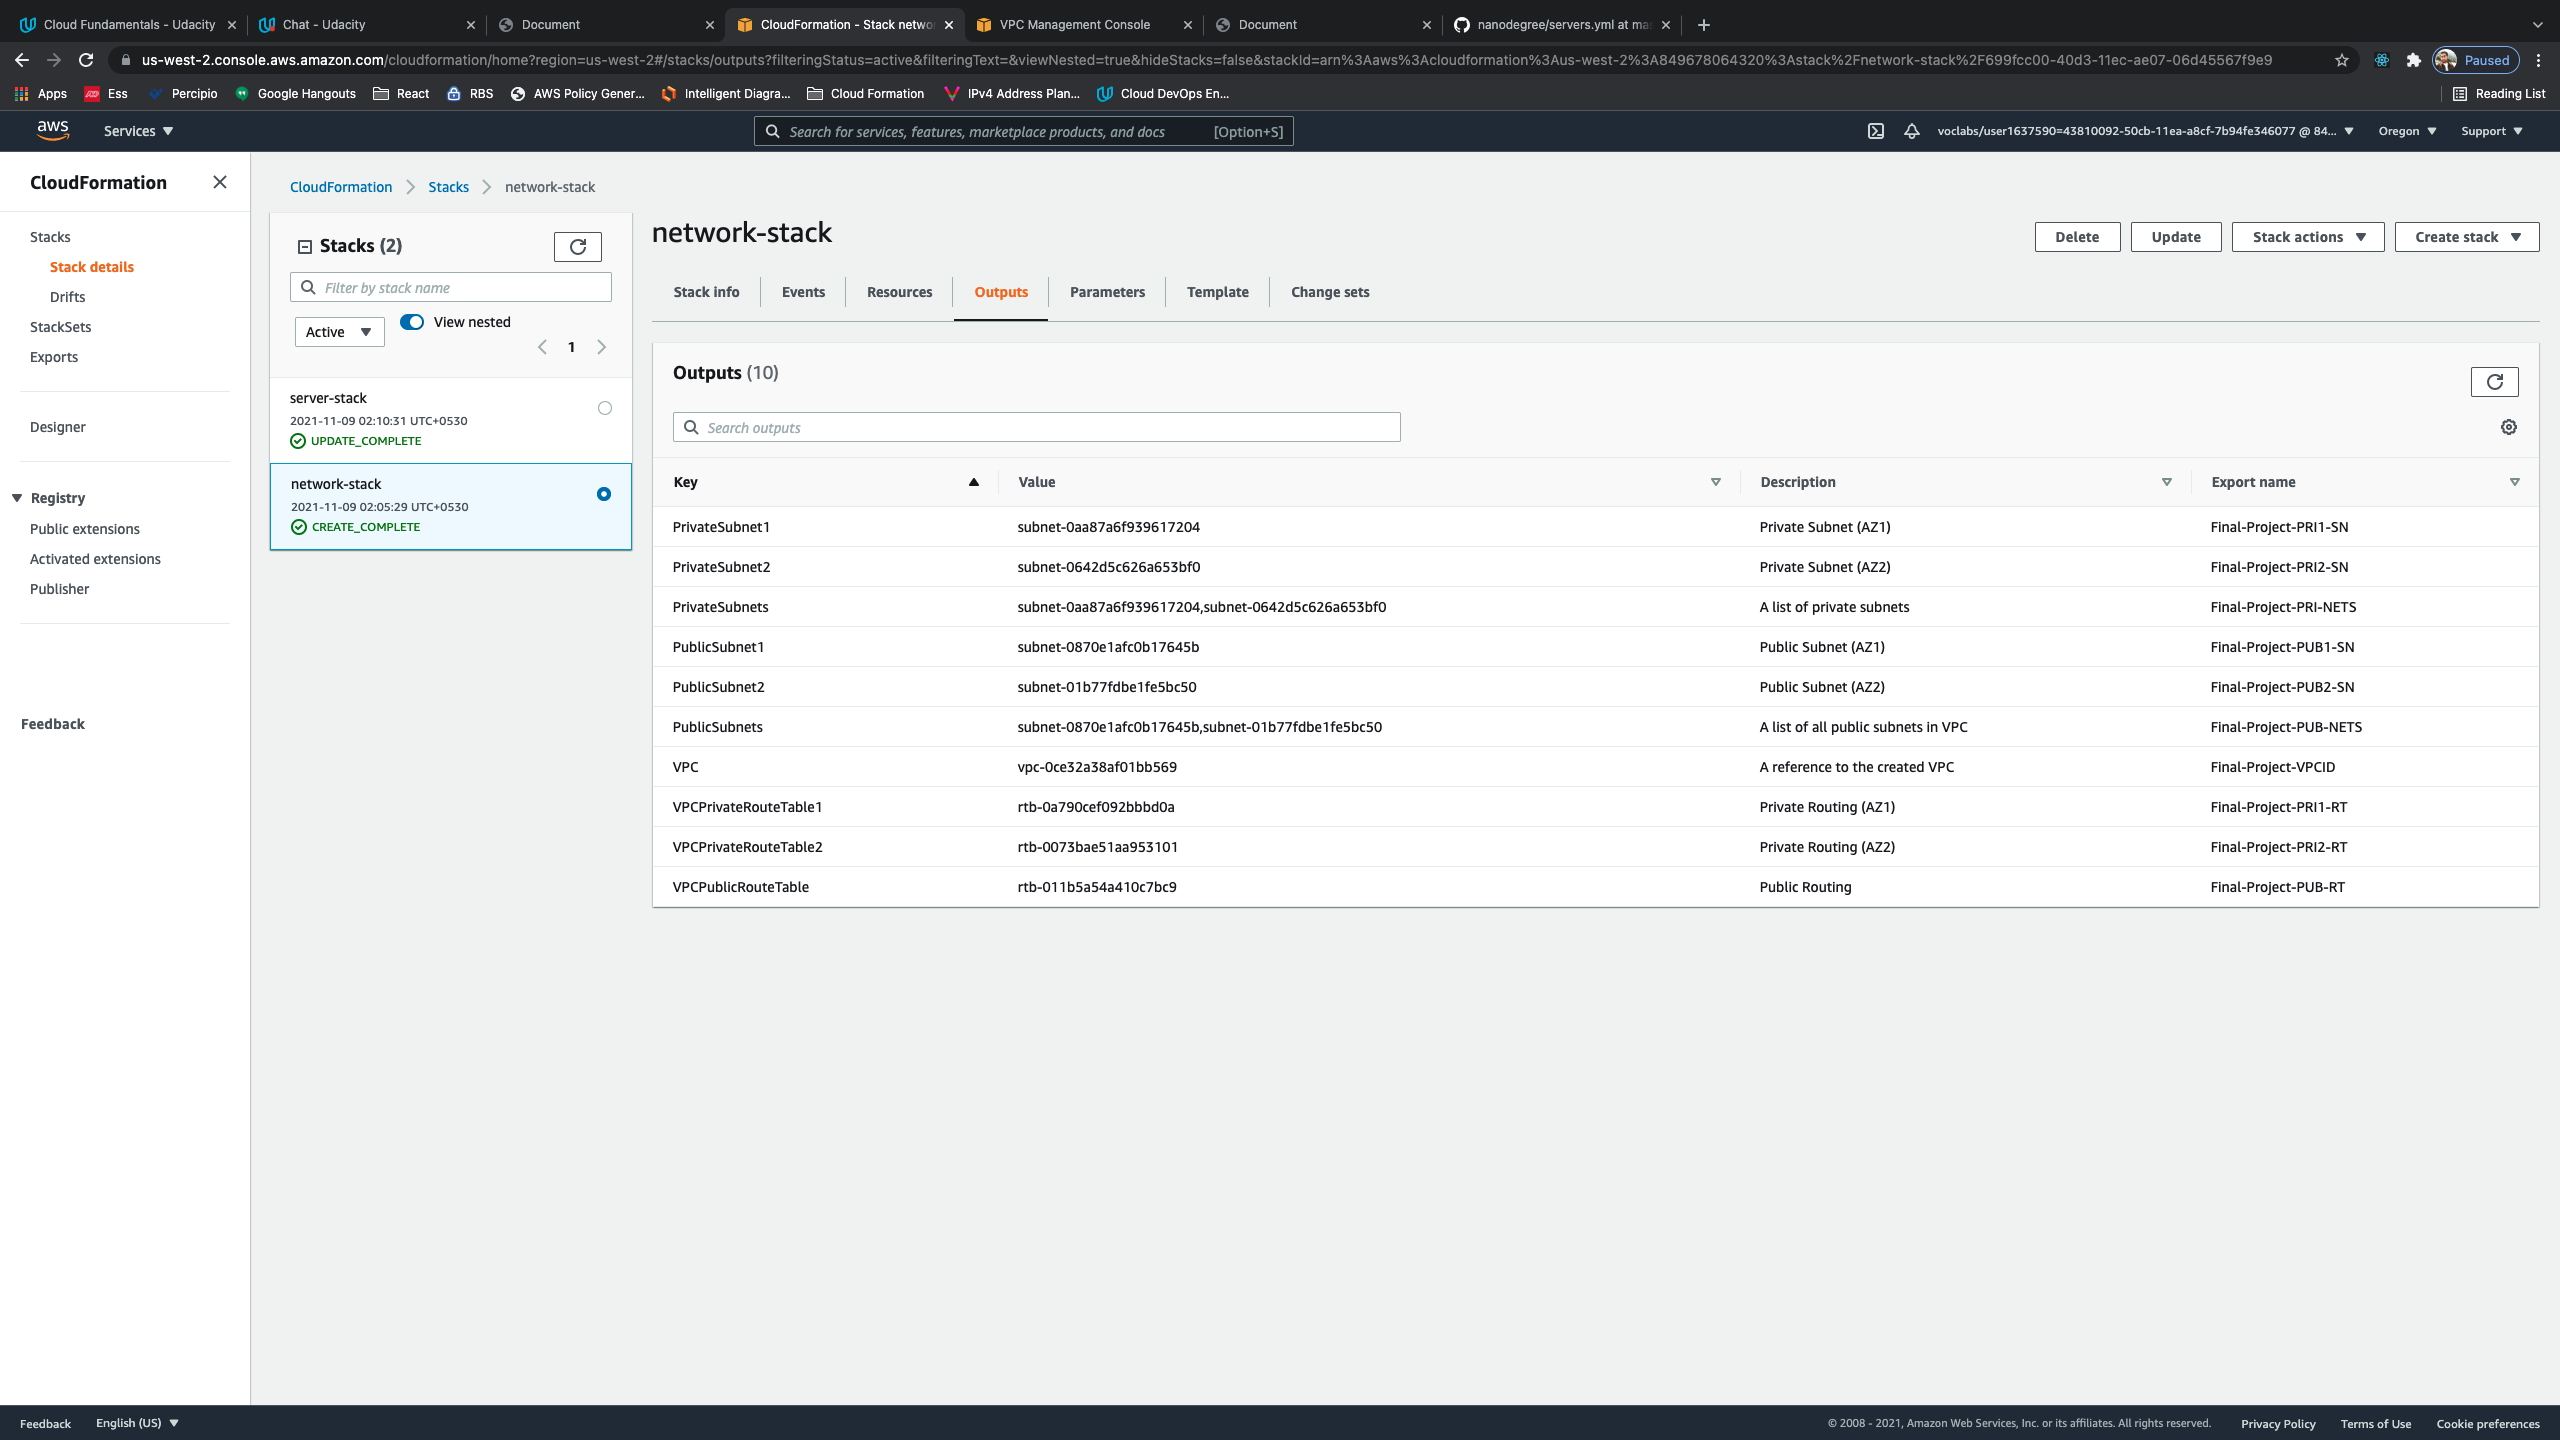 Cloud Fundamentals - Udacity
Chat - Udacity
Document
CloudFormation - Stack netwo
VPC Management Console
Document
nanodegree/servers.yml at ma
us-west-2.console.aws.amazon.com/cloudformation/home?region=us-west-2#/stacks/outputs?filteringStatus=active&filteringText=&viewNested=true&hideStacks=false&stackId=arn%3Aaws%3Acloudformation%3Aus-west-2%3A849678064320%3Astack%2Fnetwork-stack%2F699fcc00-40d3-11ec-ae07-06d45567f9e9
Paused
Apps
Ess
Percipio
Google Hangouts
React
RBS
AWS Policy Gener...
Intelligent Diagra...
Cloud Formation
IPv4 Address Plan...
Cloud DevOps En...
Reading List
aws
Services
Search for services, features, marketplace products, and docs
[Option+S]
voclabs/user1637590=43810092-50cb-11ea-a8cf-7b94fe346077 @ 84...
Oregon
Support
CloudFormation
Stacks
Stack details
Drifts
StackSets
Exports
Designer
Registry
Public extensions
Activated extensions
Publisher
Feedback
CloudFormation
Stacks
network-stack
Stacks (2)
Filter by stack name
Active
View nested
1
server-stack
2021-11-09 02:10:31 UTC+0530
UPDATE_COMPLETE
network-stack
2021-11-09 02:05:29 UTC+0530
CREATE_COMPLETE
network-stack
Delete
Update
Stack actions
Create stack
Stack info
Events
Resources
Outputs
Parameters
Template
Change sets
Outputs (10)
Search outputs
Key Value Description Export name
PrivateSubnet1 subnet-0aa87a6f939617204 Private Subnet (AZ1) Final-Project-PRI1-SN
PrivateSubnet2 subnet-0642d5c626a653bf0 Private Subnet (AZ2) Final-Project-PRI2-SN
PrivateSubnets subnet-0aa87a6f939617204,subnet-0642d5c626a653bf0 A list of private subnets Final-Project-PRI-NETS
PublicSubnet1 subnet-0870e1afc0b17645b Public Subnet (AZ1) Final-Project-PUB1-SN
PublicSubnet2 subnet-01b77fdbe1fe5bc50 Public Subnet (AZ2) Final-Project-PUB2-SN
PublicSubnets subnet-0870e1afc0b17645b,subnet-01b77fdbe1fe5bc50 A list of all public subnets in VPC Final-Project-PUB-NETS
VPC vpc-0ce32a38af01bb569 A reference to the created VPC Final-Project-VPCID
VPCPrivateRouteTable1 rtb-0a790cef092bbbd0a Private Routing (AZ1) Final-Project-PRI1-RT
VPCPrivateRouteTable2 rtb-0073bae51aa953101 Private Routing (AZ2) Final-Project-PRI2-RT
VPCPublicRouteTable rtb-011b5a54a410c7bc9 Public Routing Final-Project-PUB-RT
Feedback
English (US)
© 2008 - 2021, Amazon Web Services, Inc. or its affiliates. All rights reserved.
Privacy Policy
Terms of Use
Cookie preferences